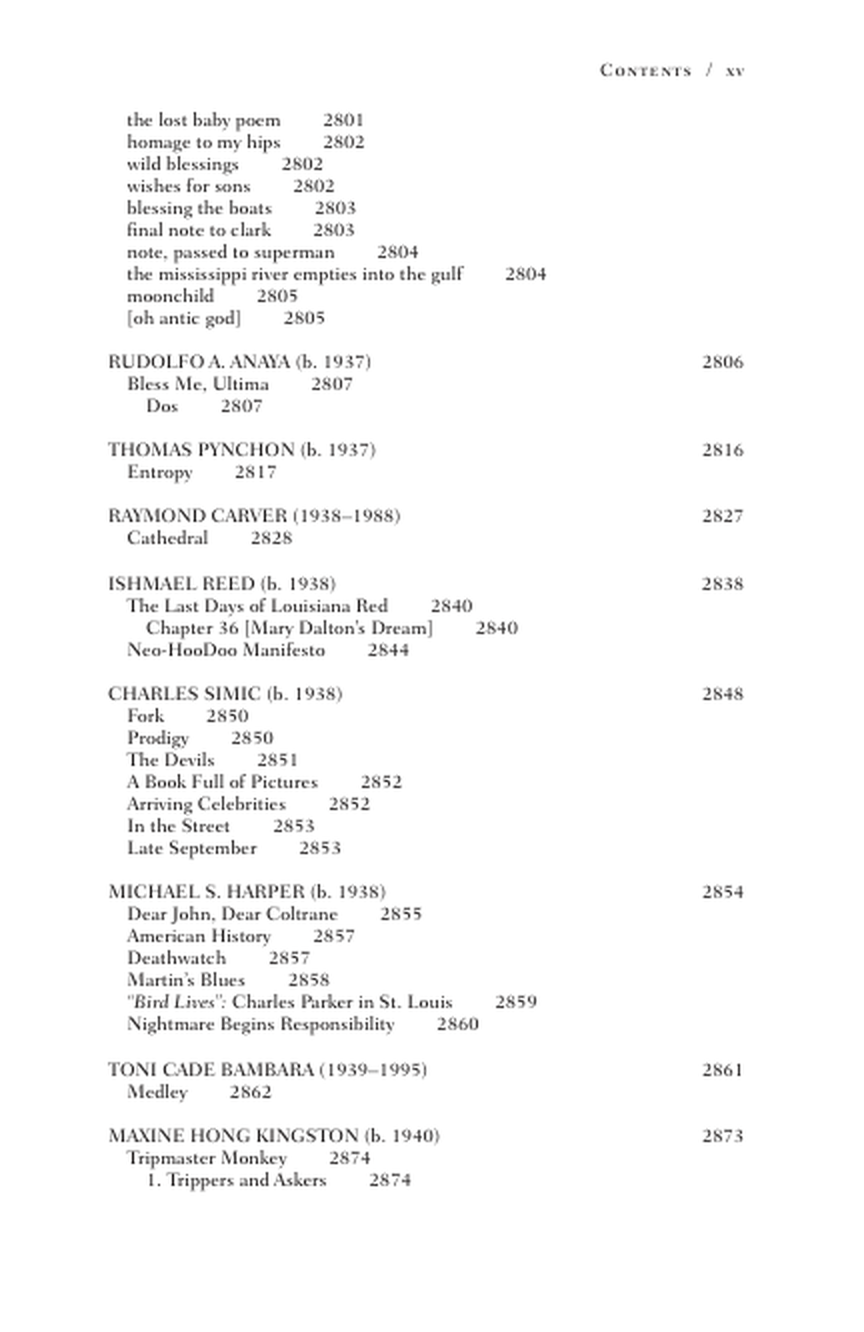 CONTENTS / XV
the lost baby poem 2801
homage to my hips 2802
wild blessings 2802
wishes for sons 2802
blessing the boats 2803
final note to clark 2803
note, passed to superman 2804
the mississippi river empties into the gulf 2804
moonchild 2805
[oh antic god] 2805
RUDOLFO A. ANAYA (b. 1937) 2806
Bless Me, Ultima 2807
Dos 2807
THOMAS PYNCHON (b. 1937) 2816
Entropy 2817
RAYMOND CARVER (1938–1988) 2827
Cathedral 2828
ISHMAEL REED (b. 1938) 2838
The Last Days of Louisiana Red 2840
Chapter 36 [Mary Dalton's Dream] 2840
Neo-HooDoo Manifesto 2844
CHARLES SIMIC (b. 1938) 2848
Fork 2850
Prodigy 2850
The Devils 2851
A Book Full of Pictures 2852
Arriving Celebrities 2852
In the Street 2853
Late September 2853
MICHAEL S. HARPER (b. 1938) 2854
Dear John, Dear Coltrane 2855
American History 2857
Deathwatch 2857
Martin's Blues 2858
"Bird Lives": Charles Parker in St. Louis 2859
Nightmare Begins Responsibility 2860
TONI CADE BAMBARA (1939–1995) 2861
Medley 2862
MAXINE HONG KINGSTON (b. 1940) 2873
Tripmaster Monkey 2874
1. Trippers and Askers 2874